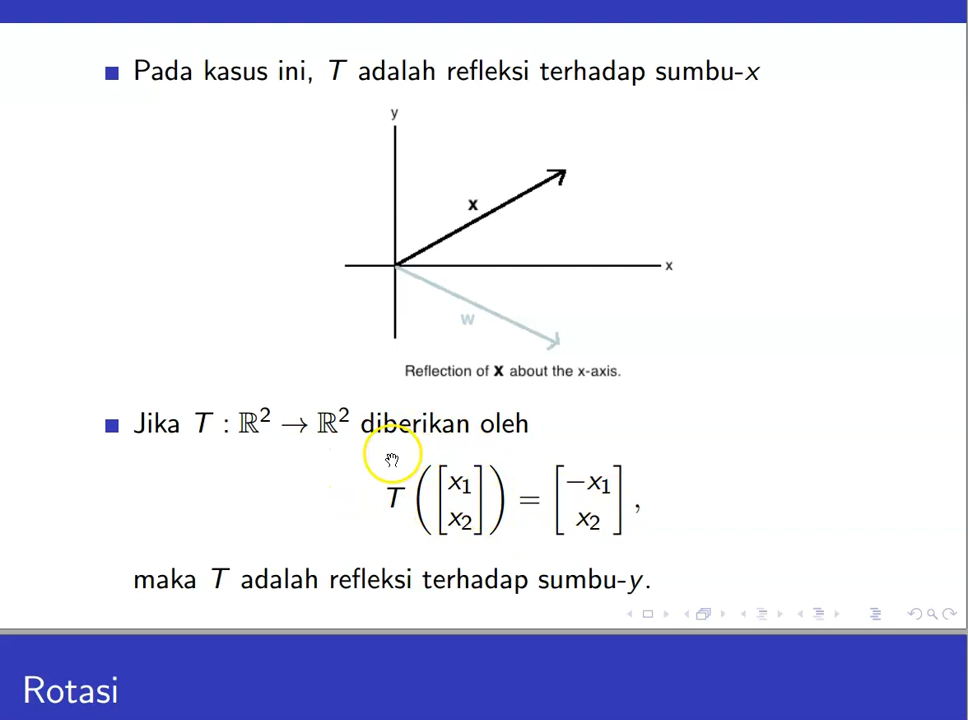 Pada kasus ini, T adalah refleksi terhadap sumbu-x
y
x
x
w
Reflection of X about the x-axis.
Jika T : ℝ² → ℝ² diberikan oleh
T([x₁ x₂]) = [−x₁ x₂],
maka T adalah refleksi terhadap sumbu-y.
Rotasi